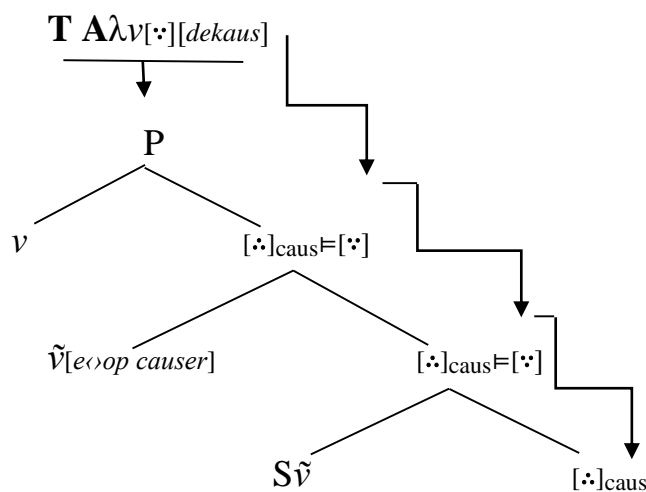 T Aλv[∵][dekaus]
P
v
[∴]caus⊨[∵]
ṽ[e‹›op causer]
[∴]caus⊨[∵]
Sṽ
[∴]caus